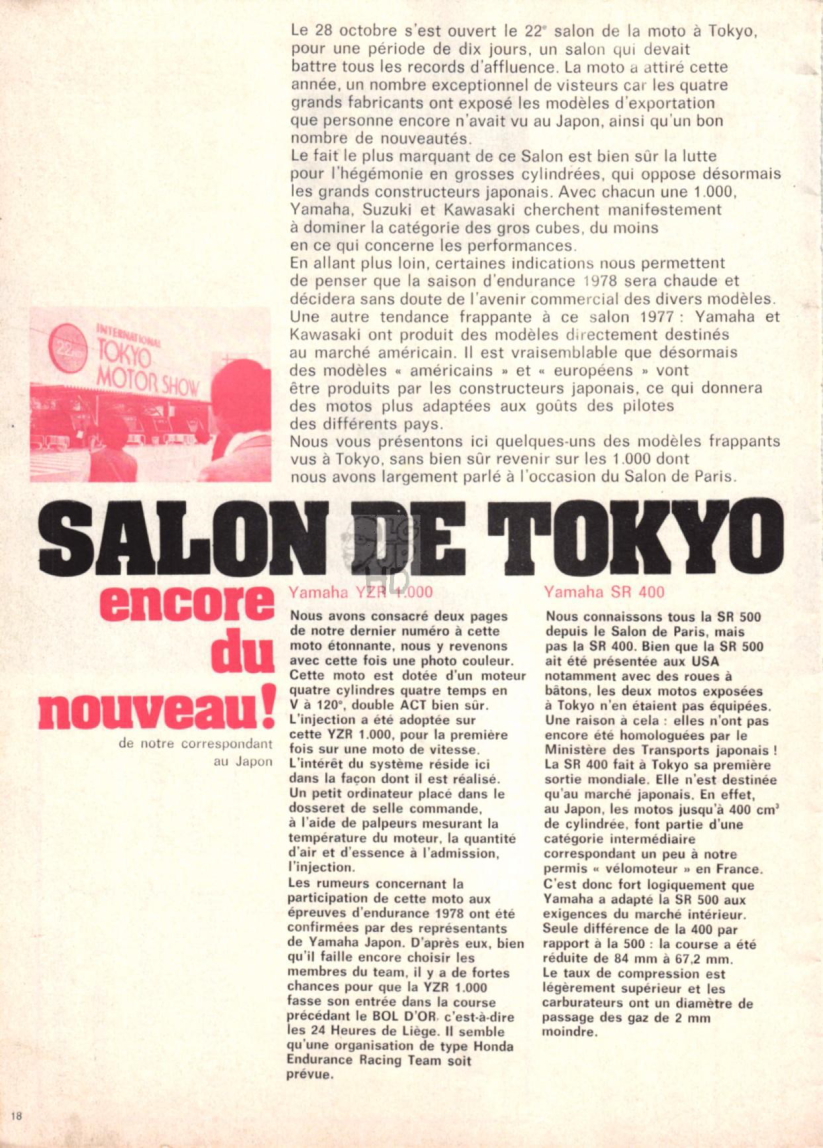 Le 28 octobre s'est ouvert le 22e salon de la moto à Tokyo,
pour une période de dix jours, un salon qui devait
battre tous les records d'affluence. La moto a attiré cette
année, un nombre exceptionnel de visteurs car les quatre
grands fabricants ont exposé les modèles d'exportation
que personne encore n'avait vu au Japon, ainsi qu'un bon
nombre de nouveautés.
Le fait le plus marquant de ce Salon est bien sûr la lutte
pour l'hégémonie en grosses cylindrées, qui oppose désormais
les grands constructeurs japonais. Avec chacun une 1.000,
Yamaha, Suzuki et Kawasaki cherchent manifestement
à dominer la catégorie des gros cubes, du moins
en ce qui concerne les performances.
En allant plus loin, certaines indications nous permettent
de penser que la saison d'endurance 1978 sera chaude et
décidera sans doute de l'avenir commercial des divers modèles.
Une autre tendance frappante à ce salon 1977 : Yamaha et
Kawasaki ont produit des modèles directement destinés
au marché américain. Il est vraisemblable que désormais
des modèles « américains » et « européens » vont
être produits par les constructeurs japonais, ce qui donnera
des motos plus adaptées aux goûts des pilotes
des différents pays.
Nous vous présentons ici quelques-uns des modèles frappants
vus à Tokyo, sans bien sûr revenir sur les 1.000 dont
nous avons largement parlé à l'occasion du Salon de Paris.
INTERNATIONAL
TOKYO
MOTOR SHOW
22
SALON DE TOKYO
encore
du
nouveau!
de notre correspondant
au Japon
Yamaha YZR 1.000
Nous avons consacré deux pages
de notre dernier numéro à cette
moto étonnante, nous y revenons
avec cette fois une photo couleur.
Cette moto est dotée d'un moteur
quatre cylindres quatre temps en
V à 120°, double ACT bien sûr.
L'injection a été adoptée sur
cette YZR 1.000, pour la première
fois sur une moto de vitesse.
L'intérêt du système réside ici
dans la façon dont il est réalisé.
Un petit ordinateur placé dans le
dosseret de selle commande,
à l'aide de palpeurs mesurant la
température du moteur, la quantité
d'air et d'essence à l'admission,
l'injection.
Les rumeurs concernant la
participation de cette moto aux
épreuves d'endurance 1978 ont été
confirmées par des représentants
de Yamaha Japon. D'après eux, bien
qu'il faille encore choisir les
membres du team, il y a de fortes
chances pour que la YZR 1.000
fasse son entrée dans la course
précédant le BOL D'OR, c'est-à-dire
les 24 Heures de Liège. Il semble
qu'une organisation de type Honda
Endurance Racing Team soit
prévue.
Yamaha SR 400
Nous connaissons tous la SR 500
depuis le Salon de Paris, mais
pas la SR 400. Bien que la SR 500
ait été présentée aux USA
notamment avec des roues à
bâtons, les deux motos exposées
à Tokyo n'en étaient pas équipées.
Une raison à cela : elles n'ont pas
encore été homologuées par le
Ministère des Transports japonais !
La SR 400 fait à Tokyo sa première
sortie mondiale. Elle n'est destinée
qu'au marché japonais. En effet,
au Japon, les motos jusqu'à 400 cm³
de cylindrée, font partie d'une
catégorie intermédiaire
correspondant un peu à notre
permis « vélomoteur » en France.
C'est donc fort logiquement que
Yamaha a adapté la SR 500 aux
exigences du marché intérieur.
Seule différence de la 400 par
rapport à la 500 : la course a été
réduite de 84 mm à 67,2 mm.
Le taux de compression est
légèrement supérieur et les
carburateurs ont un diamètre de
passage des gaz de 2 mm
moindre.
18